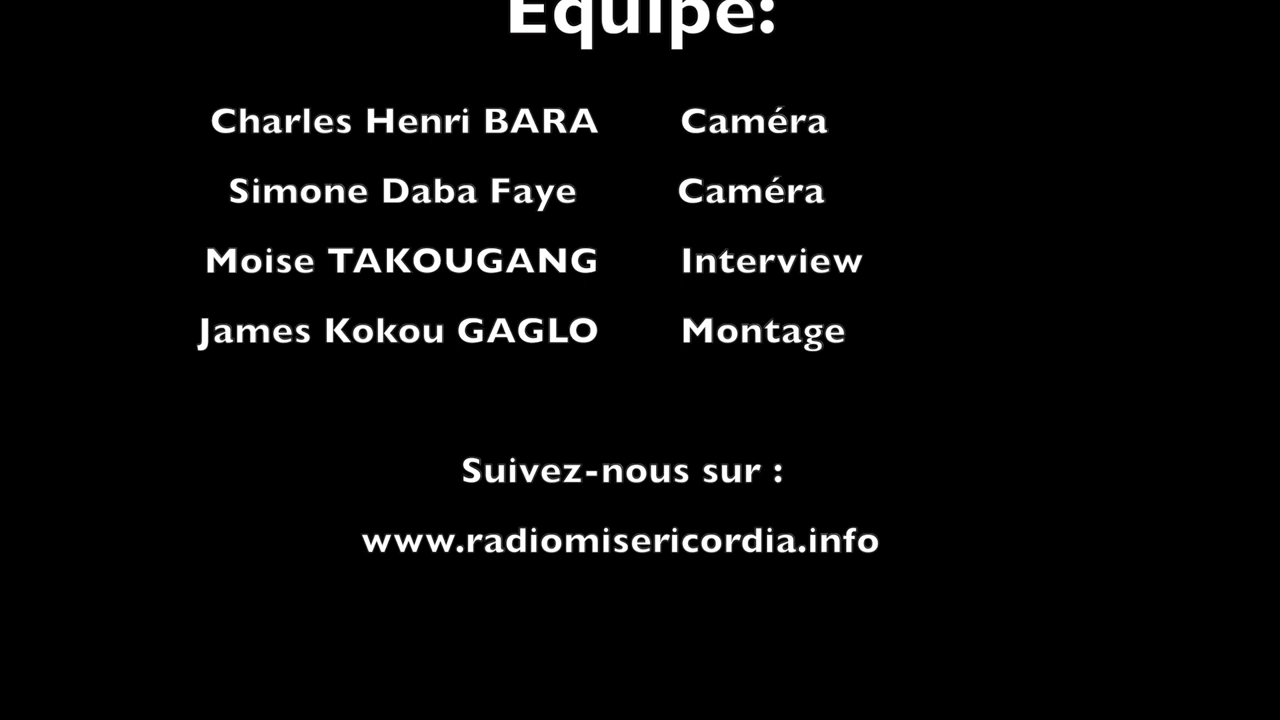 Equipe:
Charles Henri BARA Caméra
Simone Daba Faye Caméra
Moise TAKOUGANG Interview
James Kokou GAGLO Montage
Suivez-nous sur :
www.radiomisericordia.info